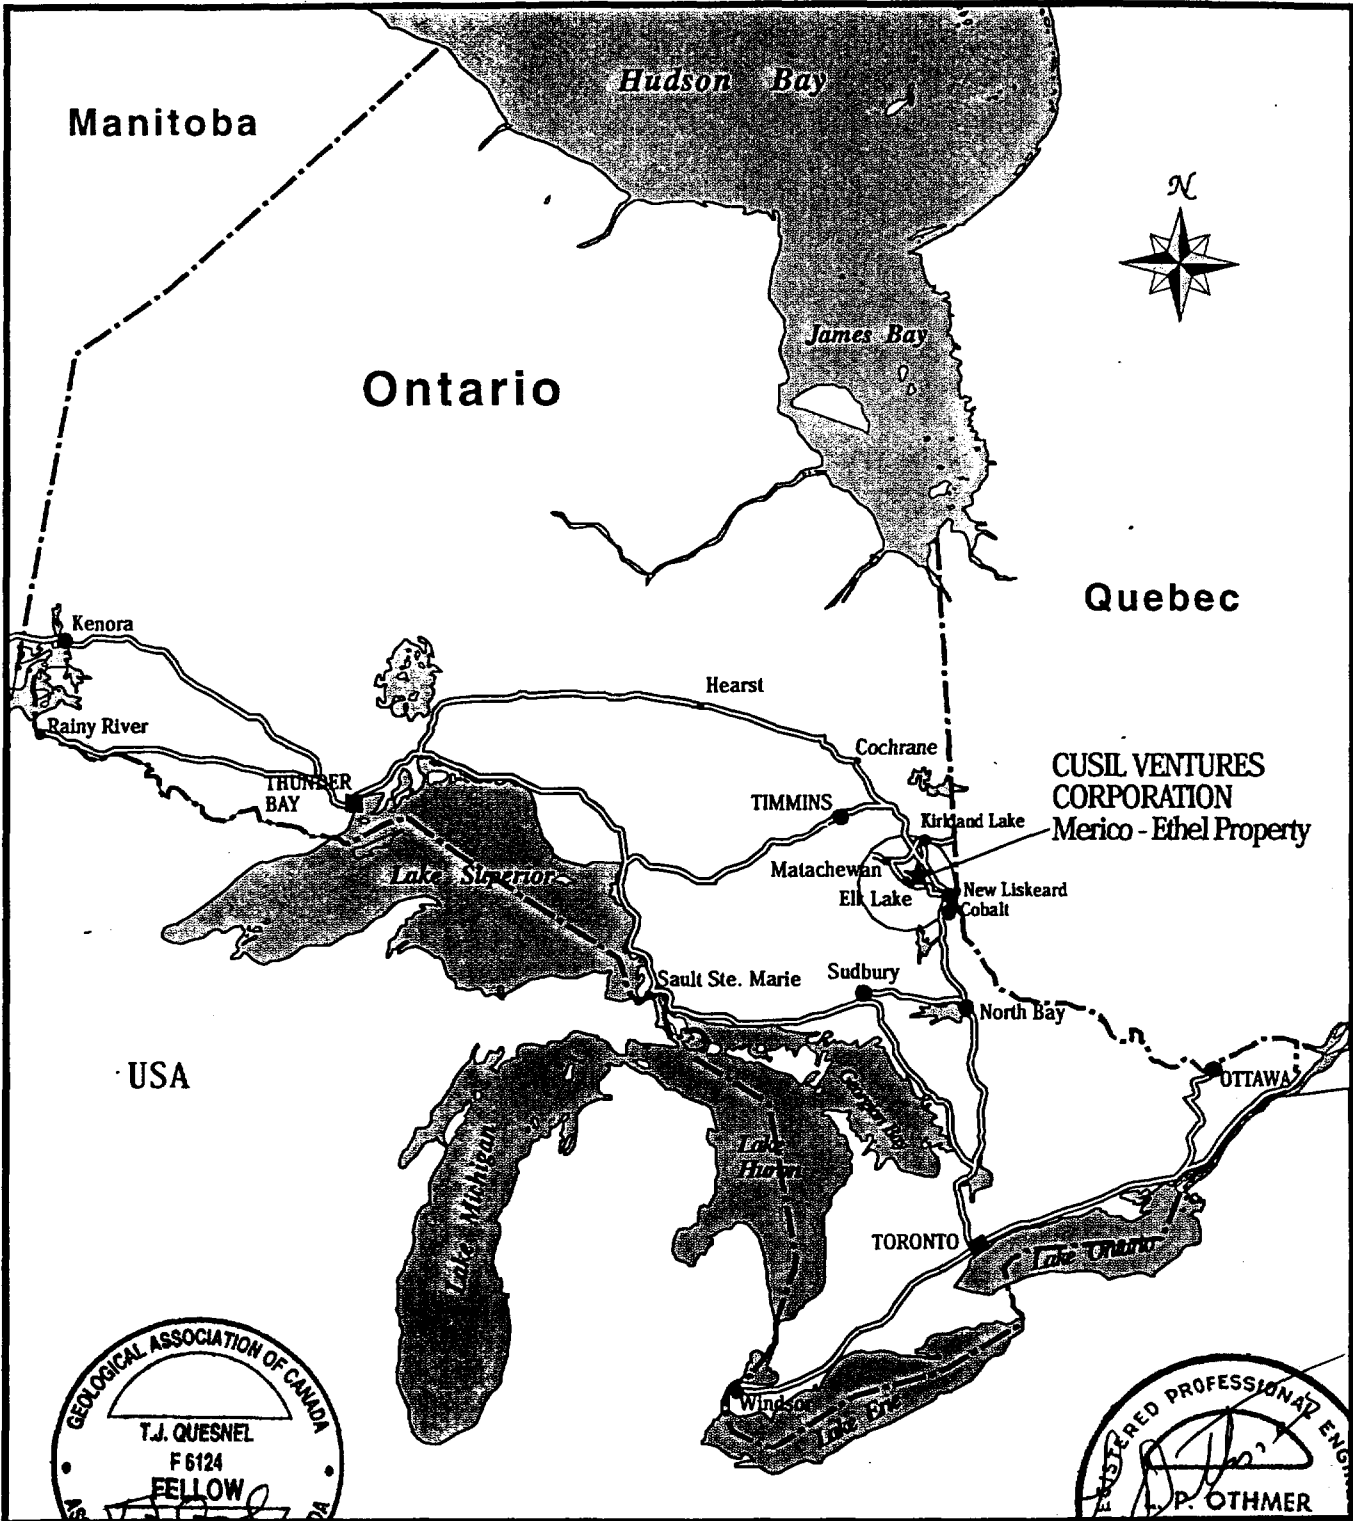 Hudson Bay
Manitoba
N
James Bay
Ontario
Quebec
Kenora
Hearst
Rainy River
Cochrane
CUSIL VENTURES
CORPORATION
Merico - Ethel Property
THUNDER
BAY
TIMMINS
Kirkland Lake
Matachewan
Lake Superior
Elk Lake
New Liskeard
Cobalt
Sault Ste. Marie
Sudbury
North Bay
USA
OTTAWA
Georgian Bay
Lake
Huron
Lake Michigan
TORONTO
Lake Ontario
Windsor
Lake Erie
GEOLOGICAL ASSOCIATION OF CANADA
T.J. QUESNEL
F 6124
FELLOW
REGISTERED PROFESSIONAL
P. OTHMER